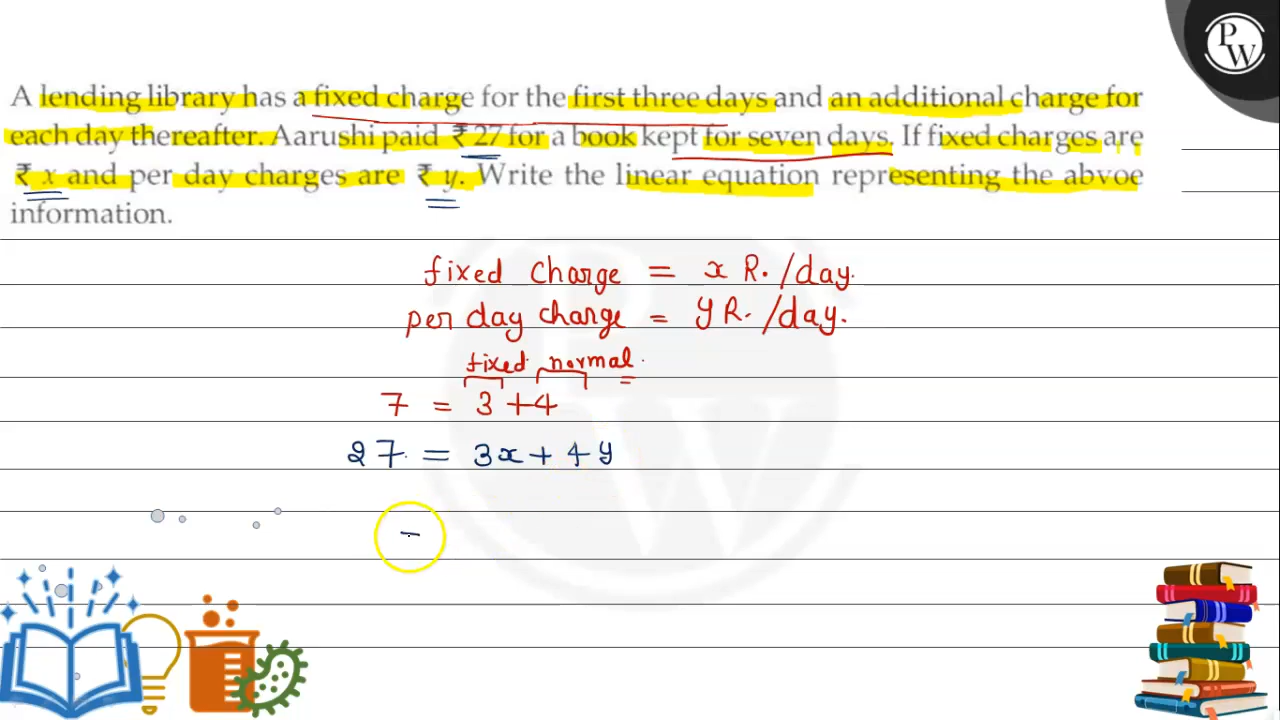 PW
A lending library has a fixed charge for the first three days and an additional charge for
each day thereafter. Aarushi paid ₹ 27 for a book kept for seven days. If fixed charges are
₹ x and per day charges are ₹ y. Write the linear equation representing the abvoe
information.
fixed charge = x R. /day.
per day charge = y R. /day.
fixed normal.
7 = 3 + 4
27 = 3x + 4y